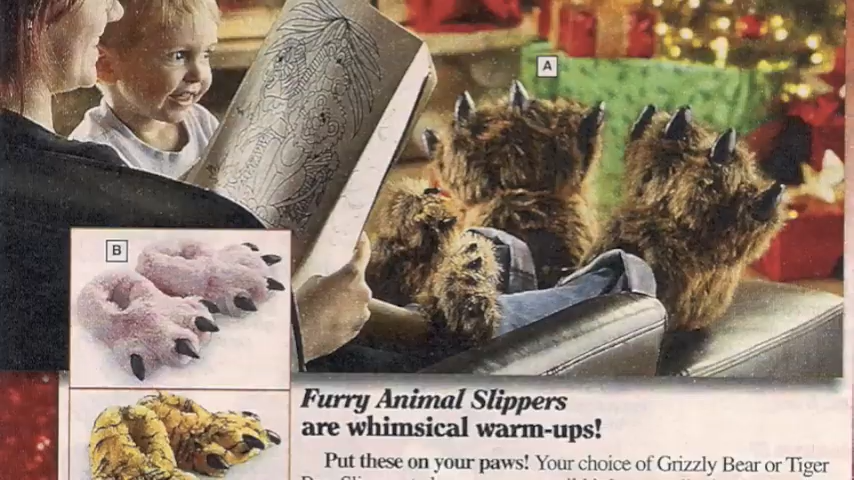 A
B
Furry Animal Slippers
are whimsical warm-ups!
Put these on your paws! Your choice of Grizzly Bear or Tiger